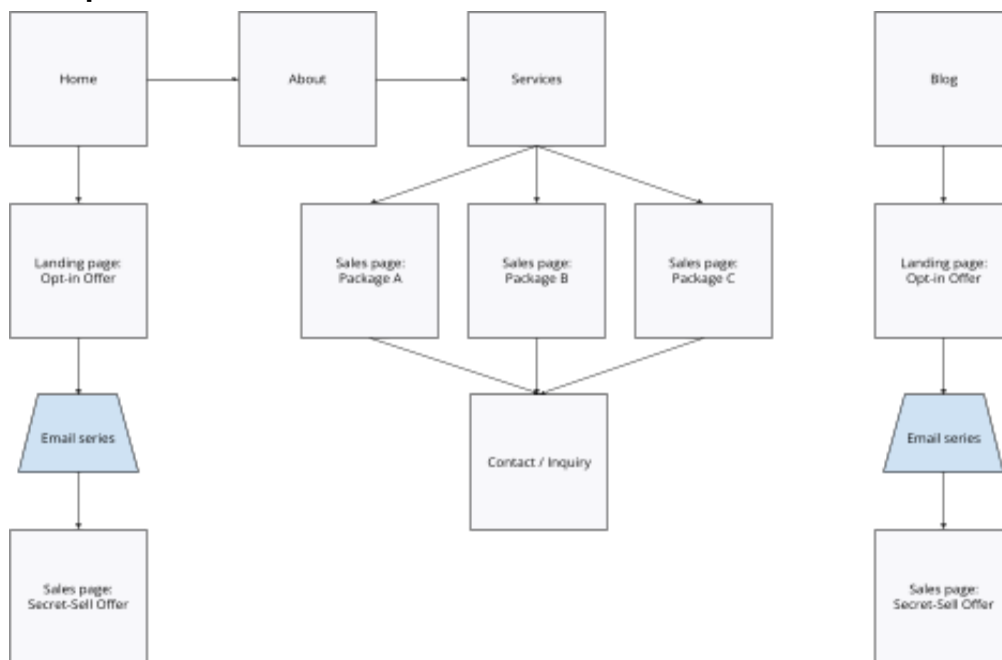 Home
About
Services
Blog
Landing page:
Opt-in Offer
Sales page:
Package A
Sales page:
Package B
Sales page:
Package C
Landing page:
Opt-in Offer
Email series
Contact / Inquiry
Email series
Sales page:
Secret-Sell Offer
Sales page:
Secret-Sell Offer